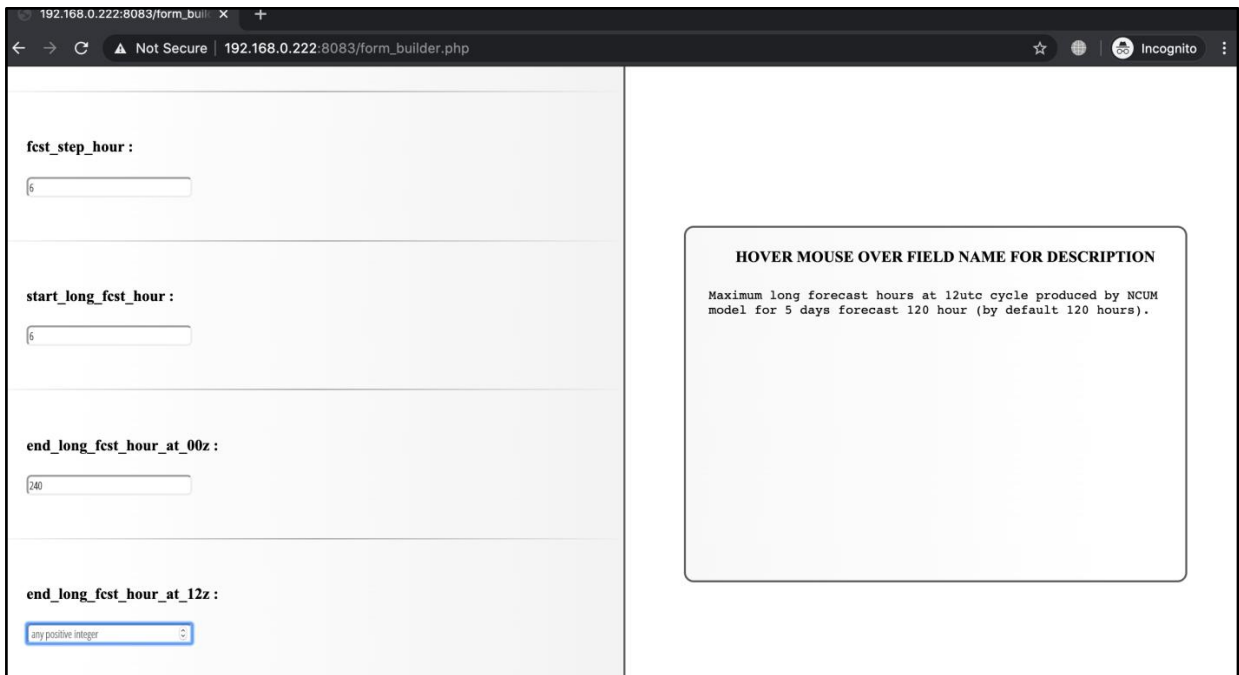 192.168.0.222:8083/form_buil
Not Secure | 192.168.0.222:8083/form_builder.php
Incognito
fcst_step_hour :
6
start_long_fcst_hour :
6
end_long_fcst_hour_at_00z :
240
end_long_fcst_hour_at_12z :
any positive integer
HOVER MOUSE OVER FIELD NAME FOR DESCRIPTION
Maximum long forecast hours at 12utc cycle produced by NCUM
model for 5 days forecast 120 hour (by default 120 hours).